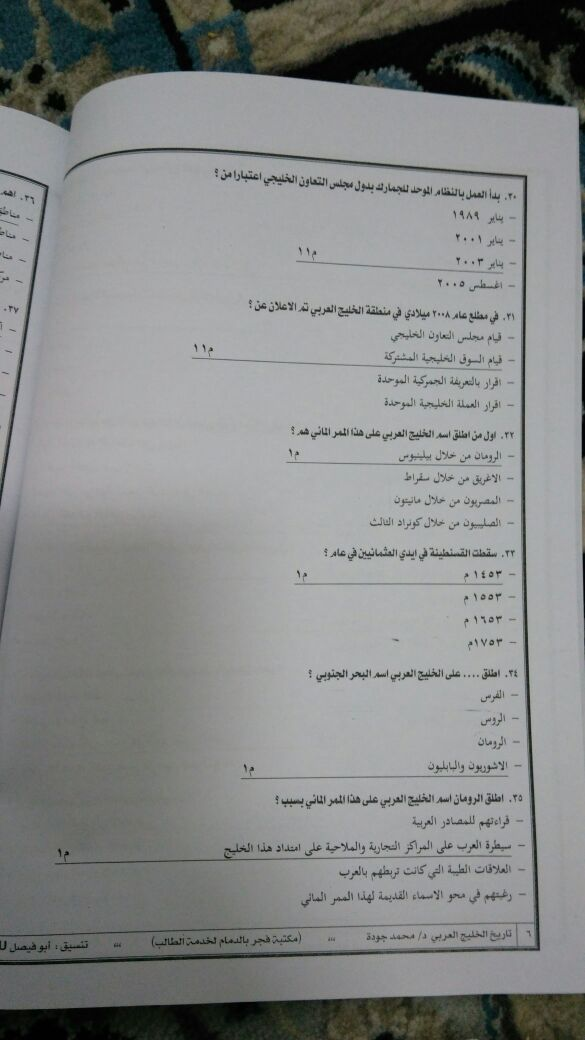 ٣٠. بدأ العمل بالنظام الموحد للجمارك بدول مجلس التعاون الخليجي اعتبارا من ؟
– يناير ١٩٨٩
– يناير ٢٠٠١
– يناير ٢٠٠٣ م١١
– اغسطس ٢٠٠٥
٣١. في مطلع عام ٢٠٠٨ ميلادي في منطقة الخليج العربي تم الاعلان عن ؟
– قيام مجلس التعاون الخليجي
– قيام السوق الخليجية المشتركة م١١
– اقرار بالتعريفة الجمركية الموحدة
– اقرار العملة الخليجية الموحدة
٣٢. اول من اطلق اسم الخليج العربي على هذا الممر المائي هم ؟
– الرومان من خلال بيلينيوس م١
– الاغريق من خلال سقراط
– المصريون من خلال مانيتون
– الصليبيون من خلال كونراد الثالث
٣٣. سقطت القسنطينة في ايدي العثمانيين في عام ؟
– ١٤٥٣ م م١
– ١٥٥٣ م
– ١٦٥٣ م
– ١٧٥٣م
٣٤. اطلق .... على الخليج العربي اسم البحر الجنوبي ؟
– الفرس
– الروس
– الرومان
– الاشوريون والبابليون م١
٣٥. اطلق الرومان اسم الخليج العربي على هذا الممر المائي بسبب ؟
– قراءتهم للمصادر العربية
– سيطرة العرب على المراكز التجارية والملاحية على امتداد هذا الخليج م١
– العلاقات الطيبة التي كانت تربطهم بالعرب
– رغبتهم في محو الاسماء القديمة لهذا الممر المائي
٦ تاريخ الخليج العربي د/ محمد جودة ,,,, (مكتبة فجر بالدمام لخدمة الطالب) ,,,, تنسيق : أبو فيصل U
٣٦. اهم
– مناطق
٣٧.